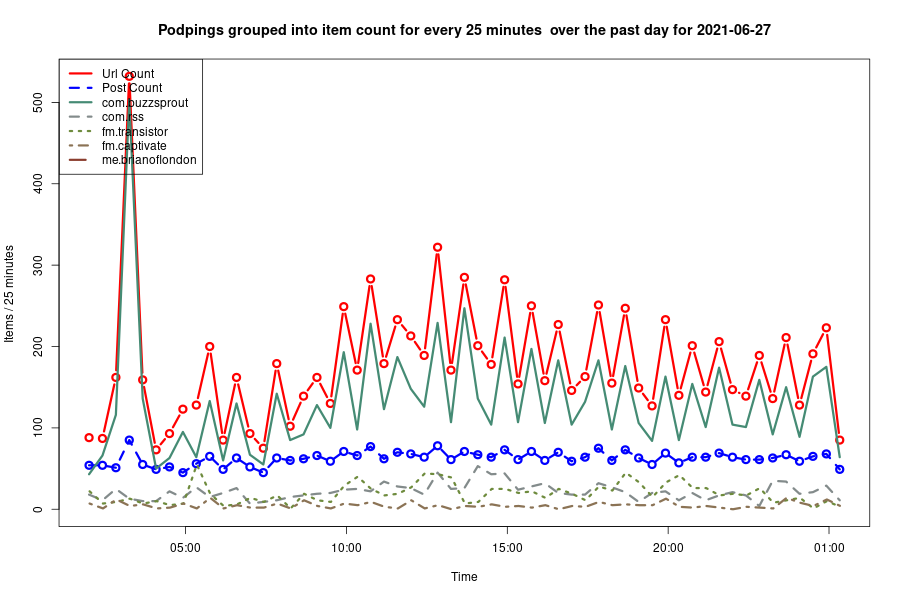 Podpings grouped into item count for every 25 minutes  over the past day for 2021-06-27
Url Count
Post Count
com.buzzsprout
com.rss
fm.transistor
fm.captivate
me.brianoflondon
Items / 25 minutes
500
400
300
200
100
0
05:00
10:00
15:00
20:00
01:00
Time